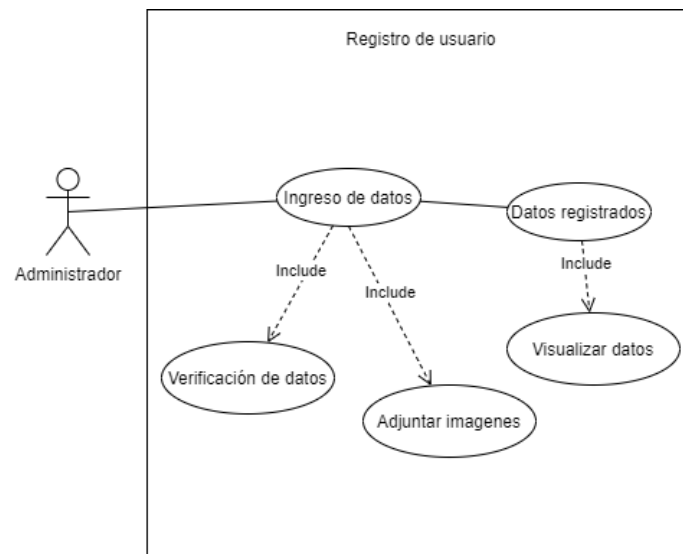 Registro de usuario
Ingreso de datos
Datos registrados
Administrador
Include
Include
Include
Verificación de datos
Adjuntar imagenes
Visualizar datos